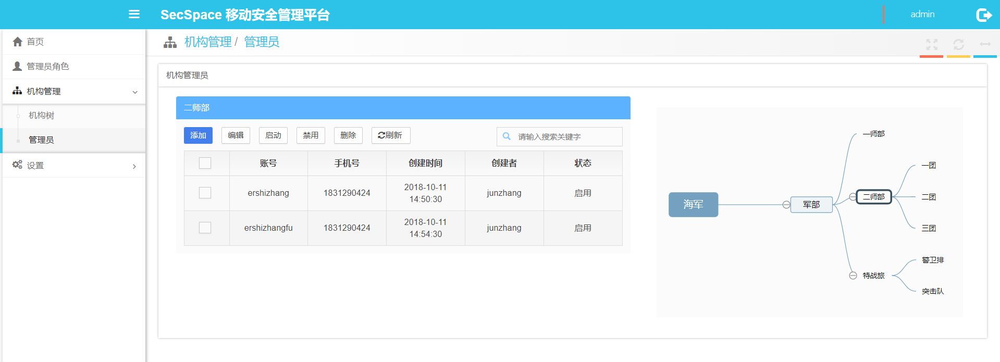 SecSpace 移动安全管理平台
admin
首页
管理员角色
机构管理
机构树
管理员
设置
机构管理 / 管理员
机构管理员
二师部
添加 编辑 启动 禁用 删除 刷新 请输入搜索关键字
账号 手机号 创建时间 创建者 状态
ershizhang 1831290424 2018-10-11 14:50:30 junzhang 启用
ershizhangfu 1831290424 2018-10-11 14:54:30 junzhang 启用
海军
军部
一师部
二师部
一团
二团
三团
特战旅
警卫排
突击队